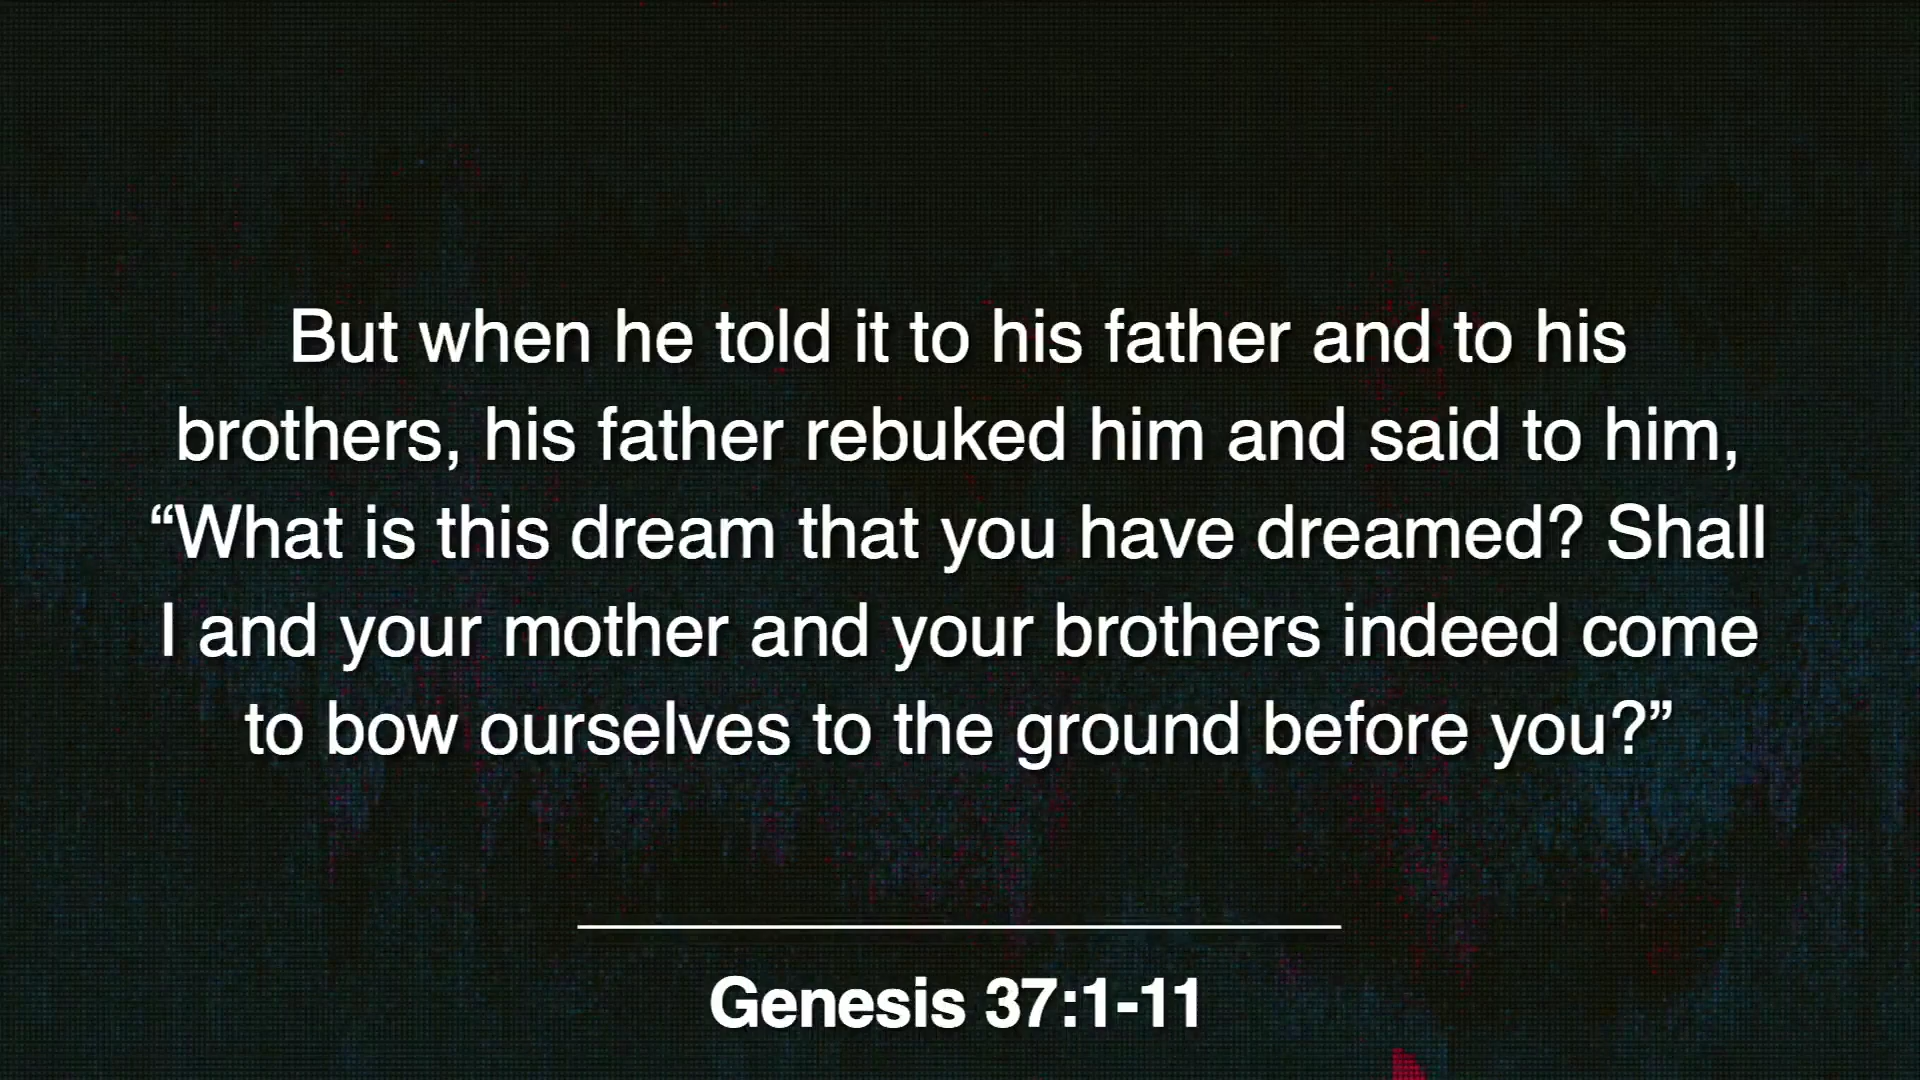 But when he told it to his father and to his
brothers, his father rebuked him and said to him,
“What is this dream that you have dreamed? Shall
I and your mother and your brothers indeed come
to bow ourselves to the ground before you?”
Genesis 37:1-11